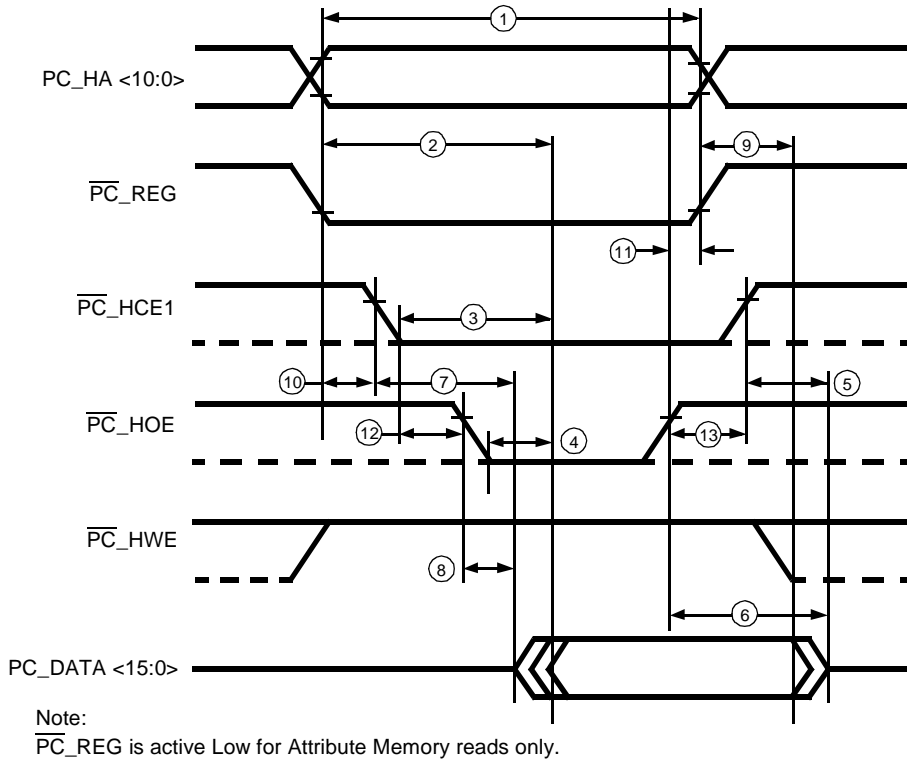 1
PC_HA <10:0>
2
9
PC_REG
11
PC_HCE1
3
10
7
5
PC_HOE
12
4
13
PC_HWE
8
6
PC_DATA <15:0>
Note:
PC_REG is active Low for Attribute Memory reads only.